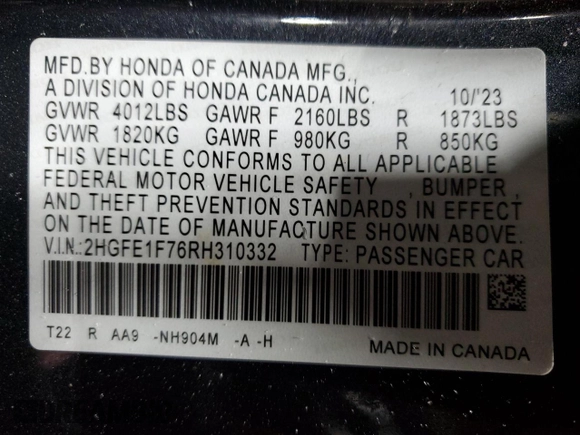 MFD.BY HONDA OF CANADA MFG.,
A DIVISION OF HONDA CANADA INC. 10/'23
GVWR 4012LBS GAWR F 2160LBS R 1873LBS
GVWR 1820KG GAWR F 980KG R 850KG
THIS VEHICLE CONFORMS TO ALL APPLICABLE
FEDERAL MOTOR VEHICLE SAFETY , BUMPER ,
AND THEFT PREVENTION STANDARDS IN EFFECT
ON THE DATE OF MANUFACTURE SHOWN ABOVE.
V.I.N.:2HGFE1F76RH310332 TYPE: PASSENGER CAR
T22 R AA9 -NH904M -A -H
MADE IN CANADA